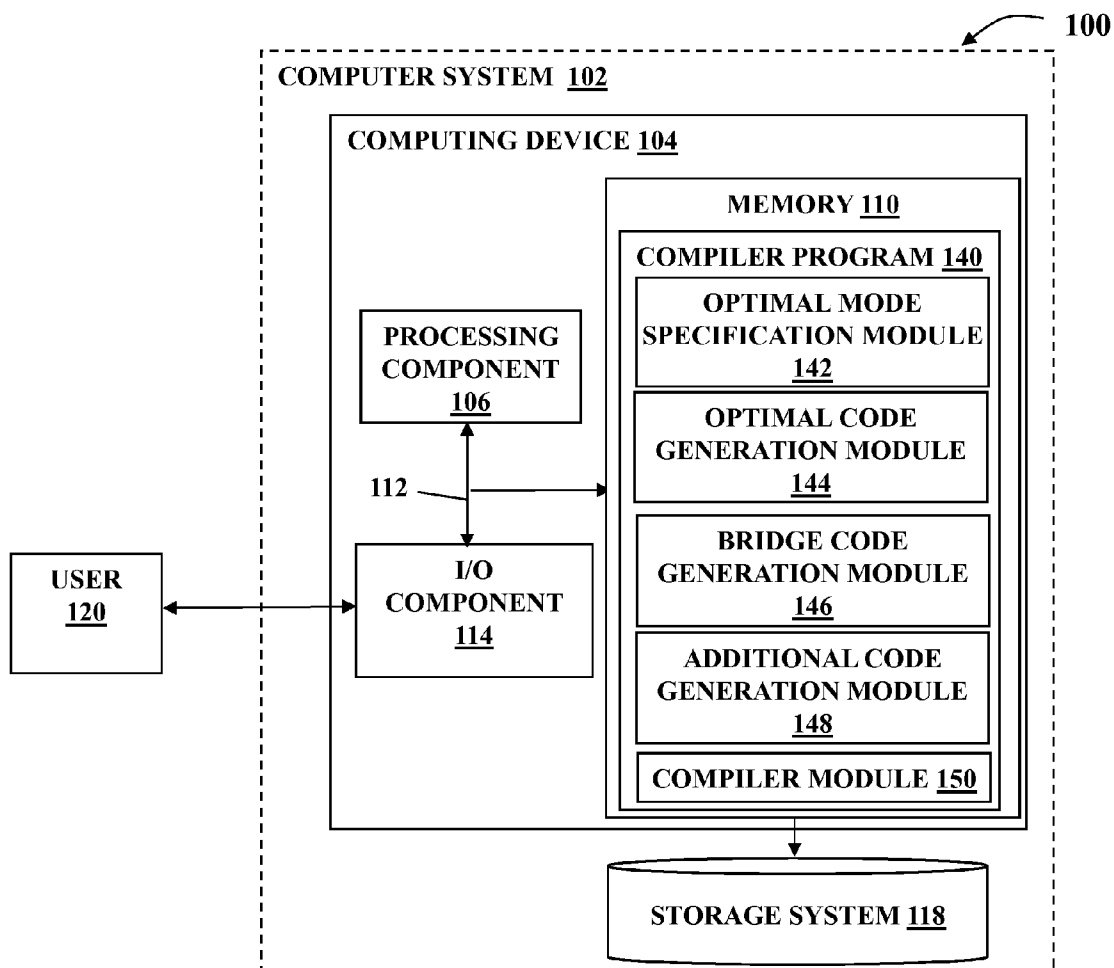 100
COMPUTER SYSTEM 102
COMPUTING DEVICE 104
MEMORY 110
COMPILER PROGRAM 140
OPTIMAL MODE
SPECIFICATION MODULE
142
PROCESSING
COMPONENT
106
OPTIMAL CODE
GENERATION MODULE
144
112
BRIDGE CODE
GENERATION MODULE
146
USER
120
I/O
COMPONENT
114
ADDITIONAL CODE
GENERATION MODULE
148
COMPILER MODULE 150
STORAGE SYSTEM 118